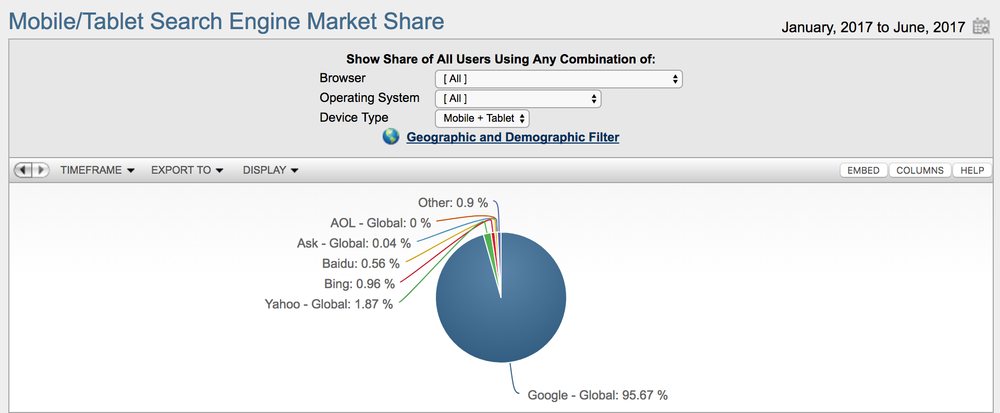 Mobile/Tablet Search Engine Market Share
January, 2017 to June, 2017
Show Share of All Users Using Any Combination of:
Browser [ All ]
Operating System [ All ]
Device Type Mobile + Tablet
Geographic and Demographic Filter
TIMEFRAME EXPORT TO DISPLAY EMBED COLUMNS HELP
Other: 0.9 %
AOL - Global: 0 %
Ask - Global: 0.04 %
Baidu: 0.56 %
Bing: 0.96 %
Yahoo - Global: 1.87 %
Google - Global: 95.67 %